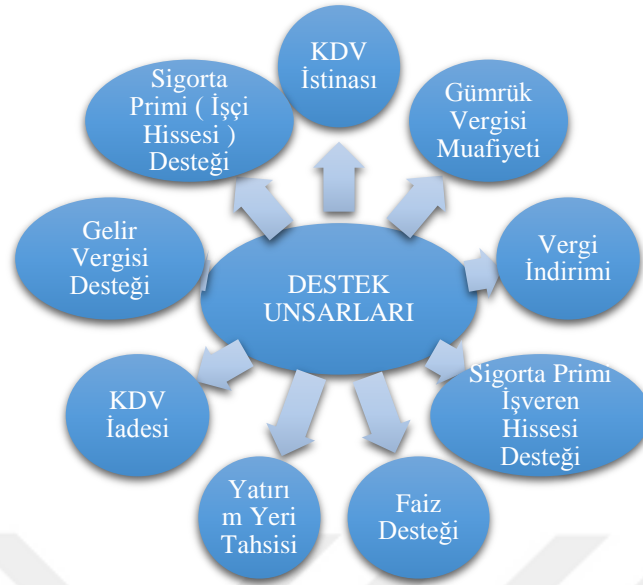 KDV
İstinası
Gümrük
Vergisi
Muafiyeti
Vergi
İndirimi
Sigorta Primi
İşveren
Hissesi
Desteği
Faiz
Desteği
Yatırı
m Yeri
Tahsisi
KDV
İadesi
Gelir
Vergisi
Desteği
Sigorta
Primi ( İşçi
Hissesi )
Desteği
DESTEK
UNSARLARI